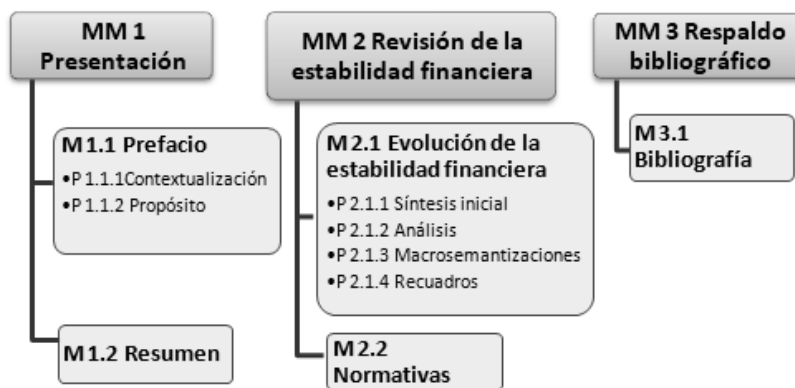 MM 1
Presentación
M 1.1 Prefacio
•P 1.1.1Contextualización
•P 1.1.2 Propósito
M 1.2 Resumen
MM 2 Revisión de la
estabilidad financiera
M 2.1 Evolución de la
estabilidad financiera
•P 2.1.1 Síntesis inicial
•P 2.1.2 Análisis
•P 2.1.3 Macrosemantizaciones
•P 2.1.4 Recuadros
M 2.2
Normativas
MM 3 Respaldo
bibliográfico
M 3.1
Bibliografía